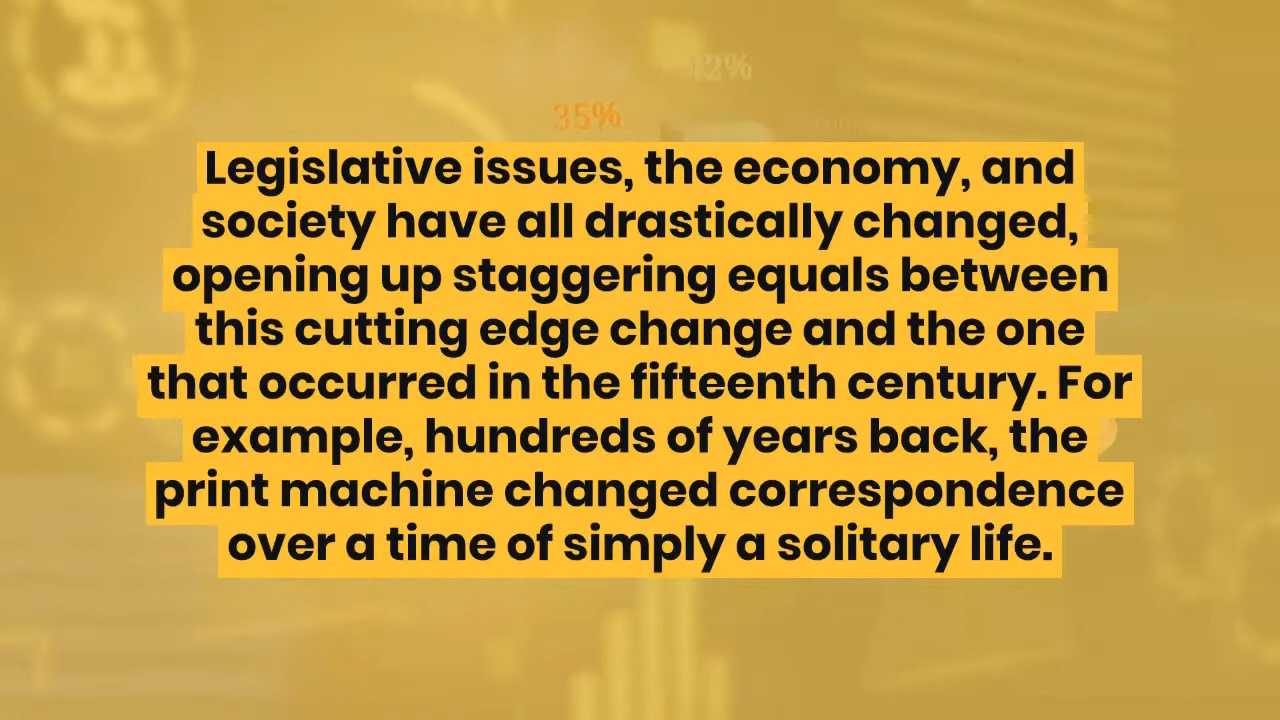 42%
35%
Legislative issues, the economy, and
society have all drastically changed,
opening up staggering equals between
this cutting edge change and the one
that occurred in the fifteenth century. For
example, hundreds of years back, the
print machine changed correspondence
over a time of simply a solitary life.